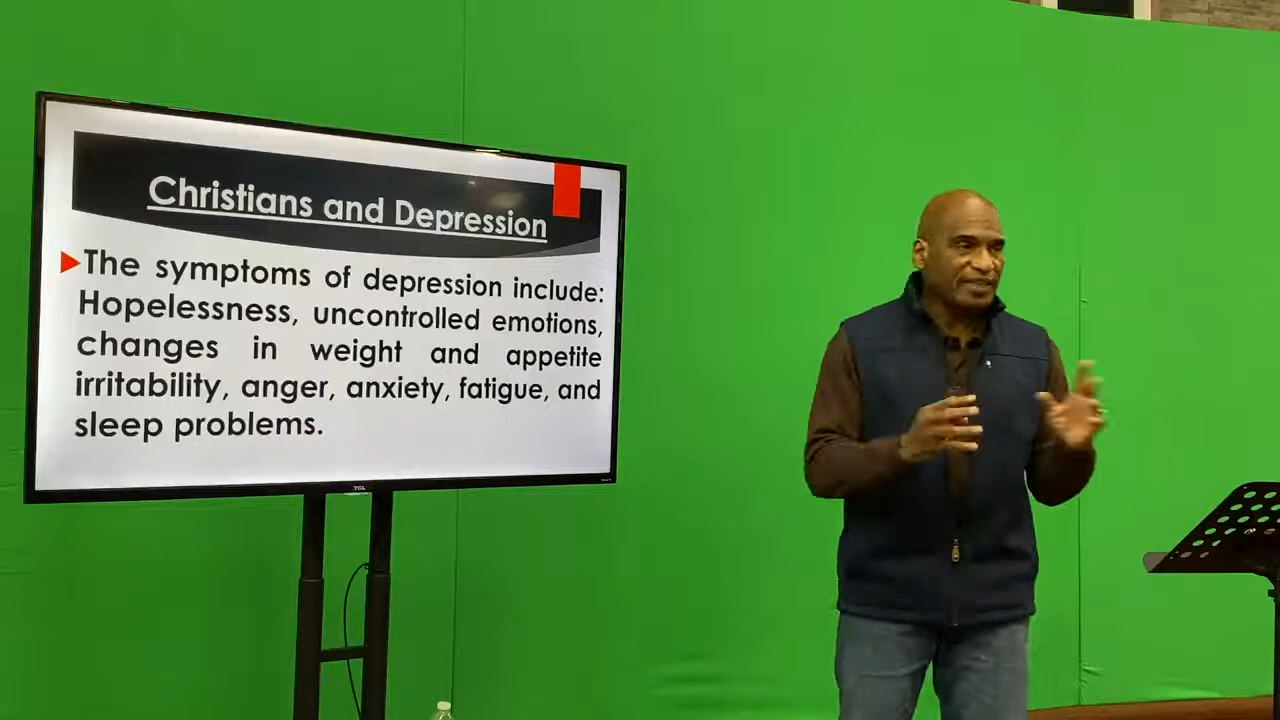 Christians and Depression
The symptoms of depression include:
Hopelessness, uncontrolled emotions,
changes in weight and appetite
irritability, anger, anxiety, fatigue, and
sleep problems.
TCL